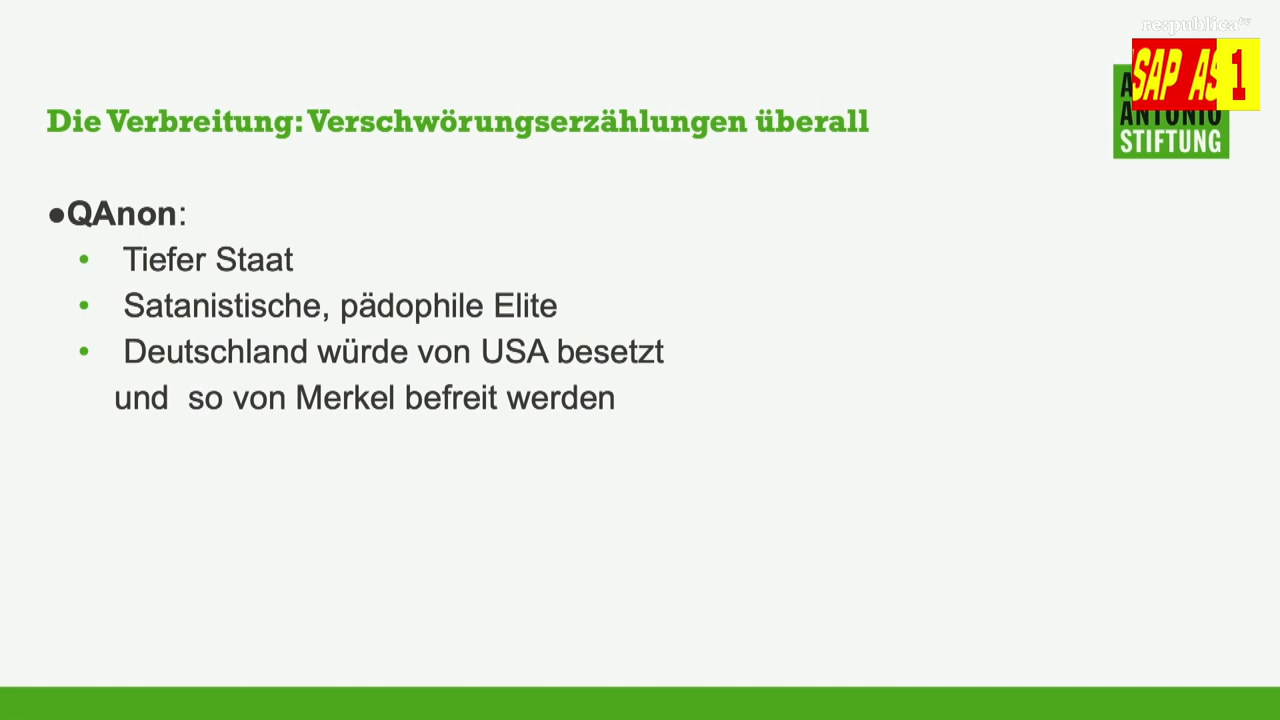 re:publica tv
SAP AS 1
ANTONIO
STIFTUNG
Die Verbreitung: Verschwörungserzählungen überall
●QAnon:
• Tiefer Staat
• Satanistische, pädophile Elite
• Deutschland würde von USA besetzt
und so von Merkel befreit werden